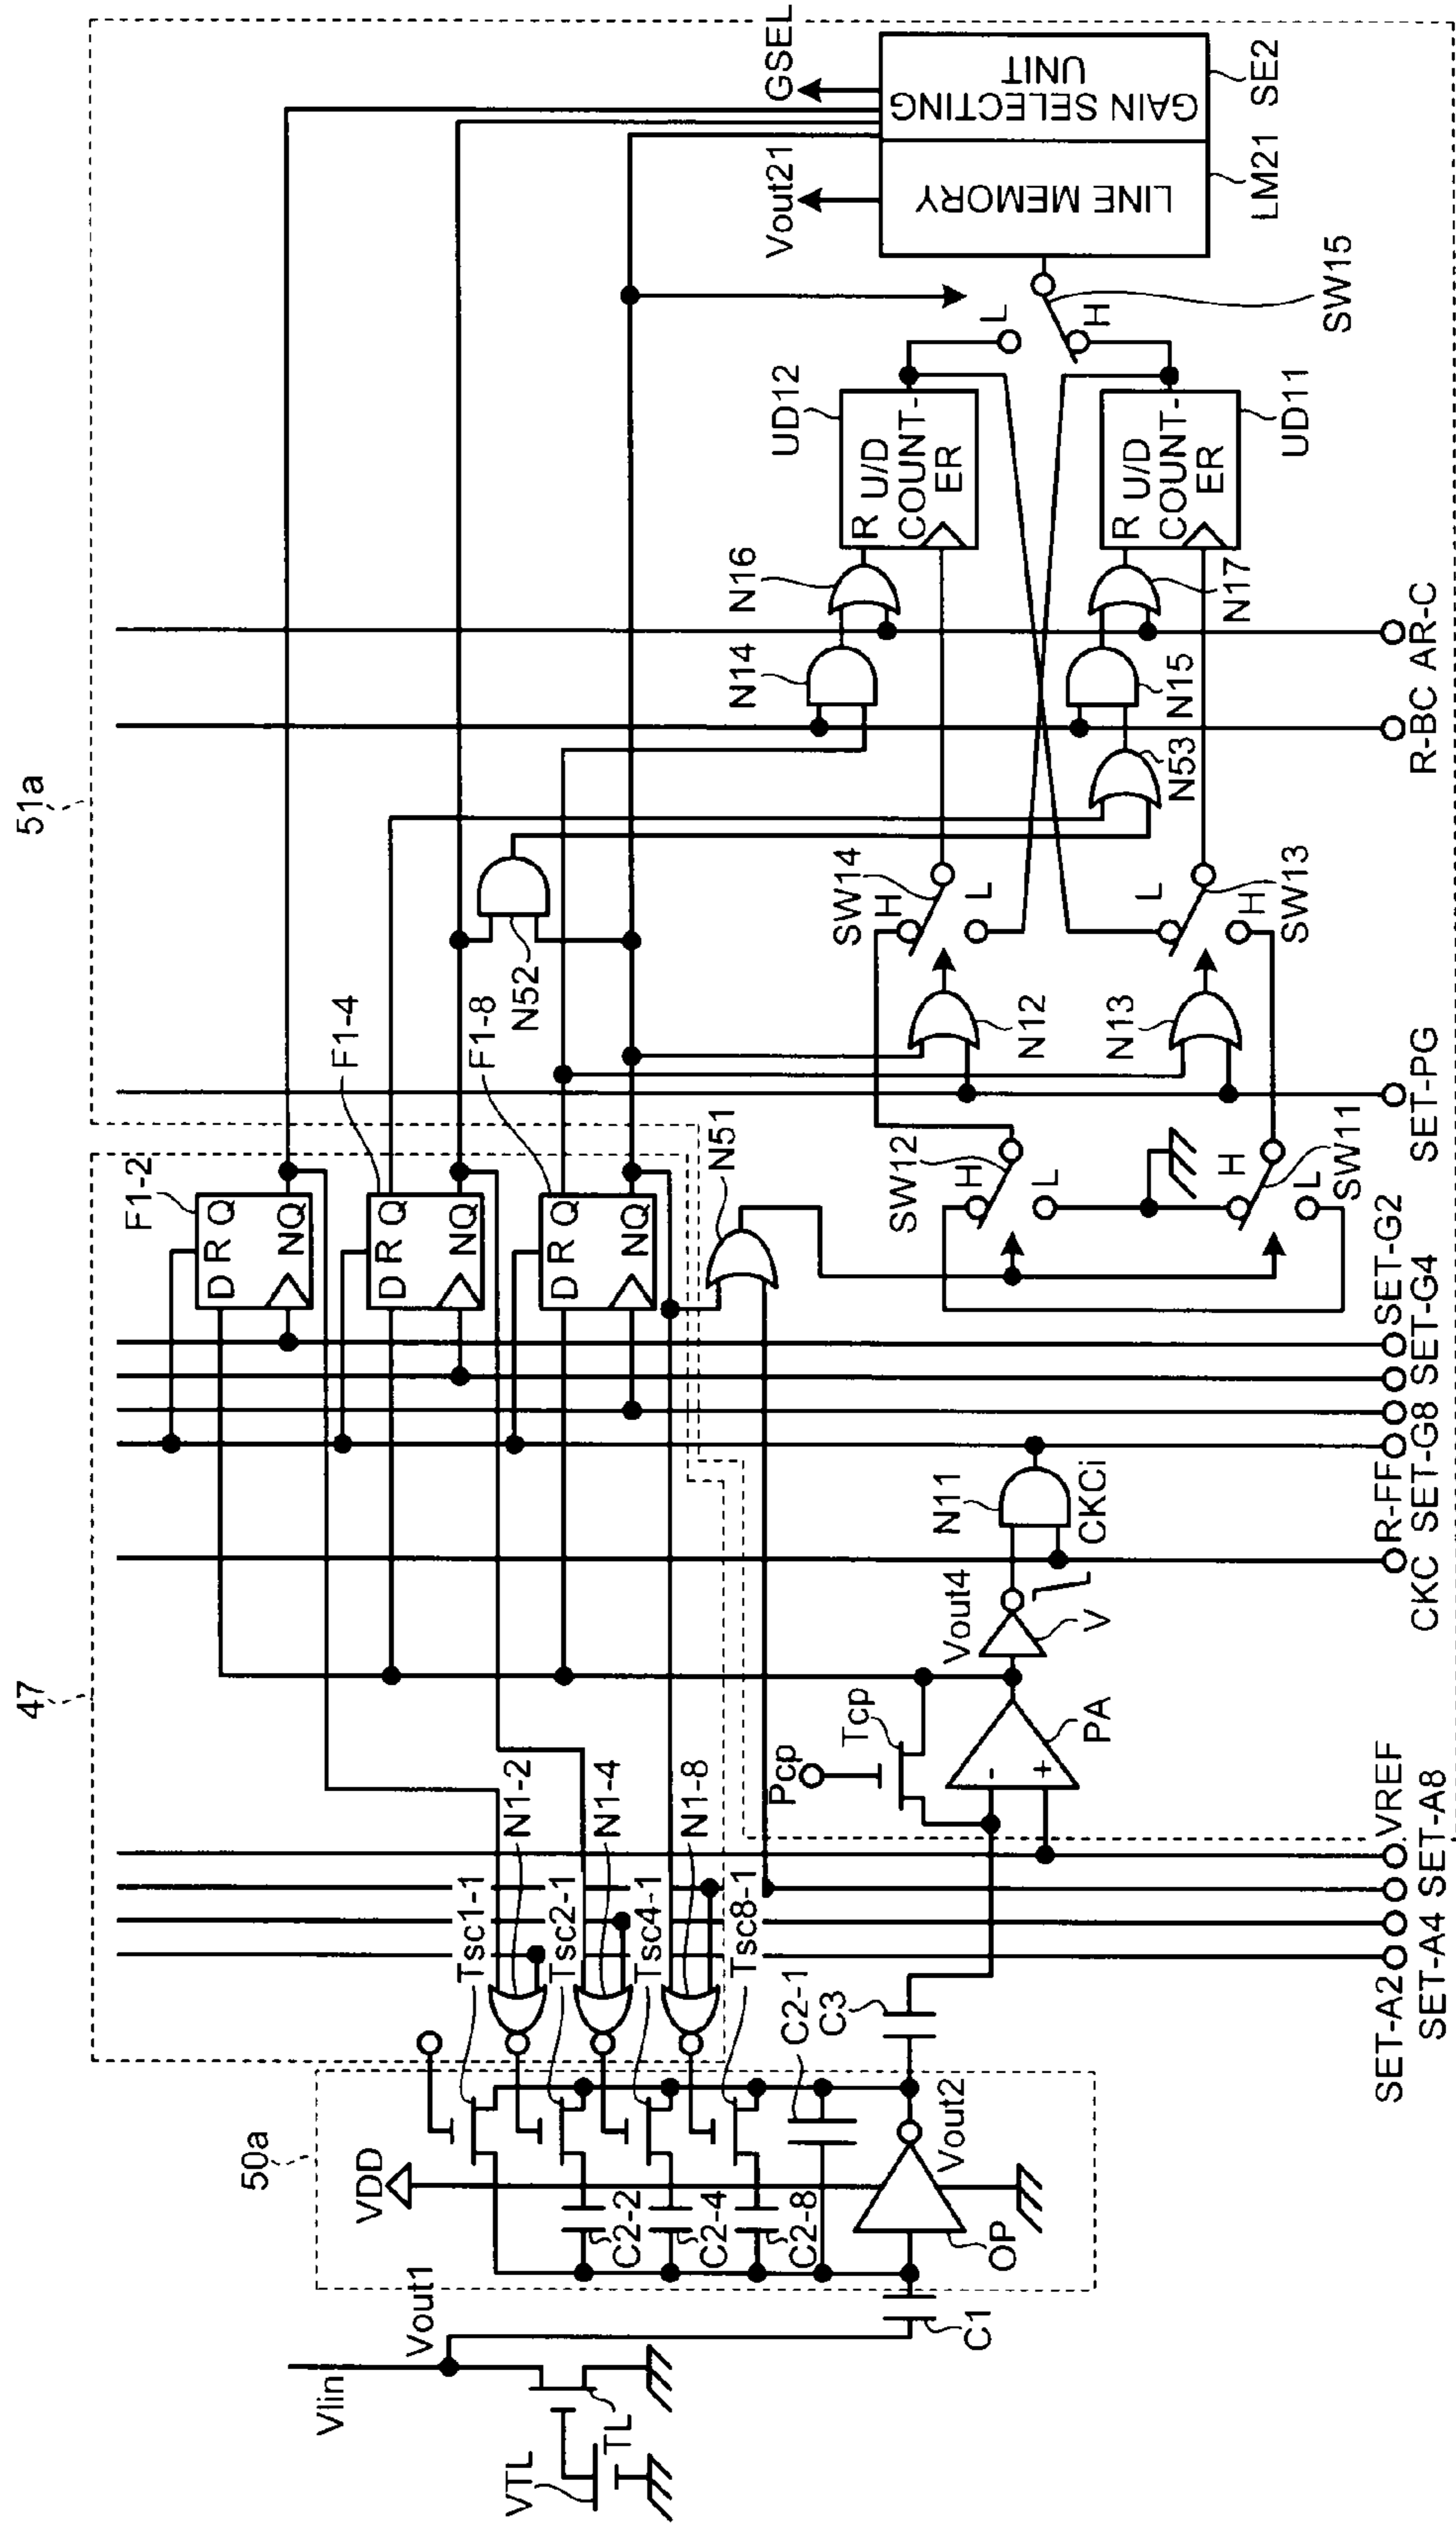 51a
47
50a
VDD
Vlin
Vout1
VTL
TL
C1
C2-2
C2-4
C2-8
C2-1
OP
Vout2
C3
Tsc1-1
N1-2
Tsc2-1
N1-4
Tsc4-1
N1-8
Tsc8-1
Pcp
Tcp
-
+
PA
Vout4
V
N11
CKCi
F1-2
D R Q
NQ
F1-4
D R Q
NQ
F1-8
D R Q
NQ
N51
N52
N53
SW12
H
L
SW11
H
L
N12
N13
SW14
H
L
SW13
L
H
N14
N15
N16
N17
UD12
R U/D
COUNT-
ER
UD11
R U/D
COUNT-
ER
L
H
SW15
Vout21
GSEL
LINE MEMORY
LM21
GAIN SELECTING
UNIT
SE2
SET-A2
SET-A4
SET-A8
VREF
CKC
R-FF
SET-G8
SET-G4
SET-G2
SET-PG
R-BC
AR-C